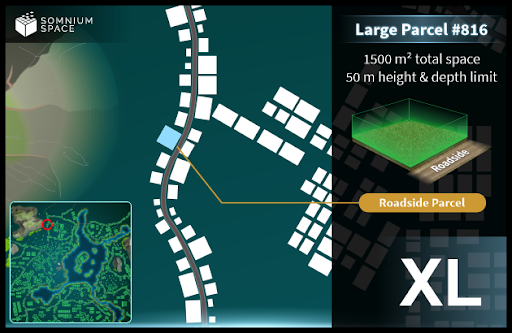 SOMNIUM
SPACE
Large Parcel #816
1500 m² total space
50 m height & depth limit
Roadside
Roadside Parcel
XL